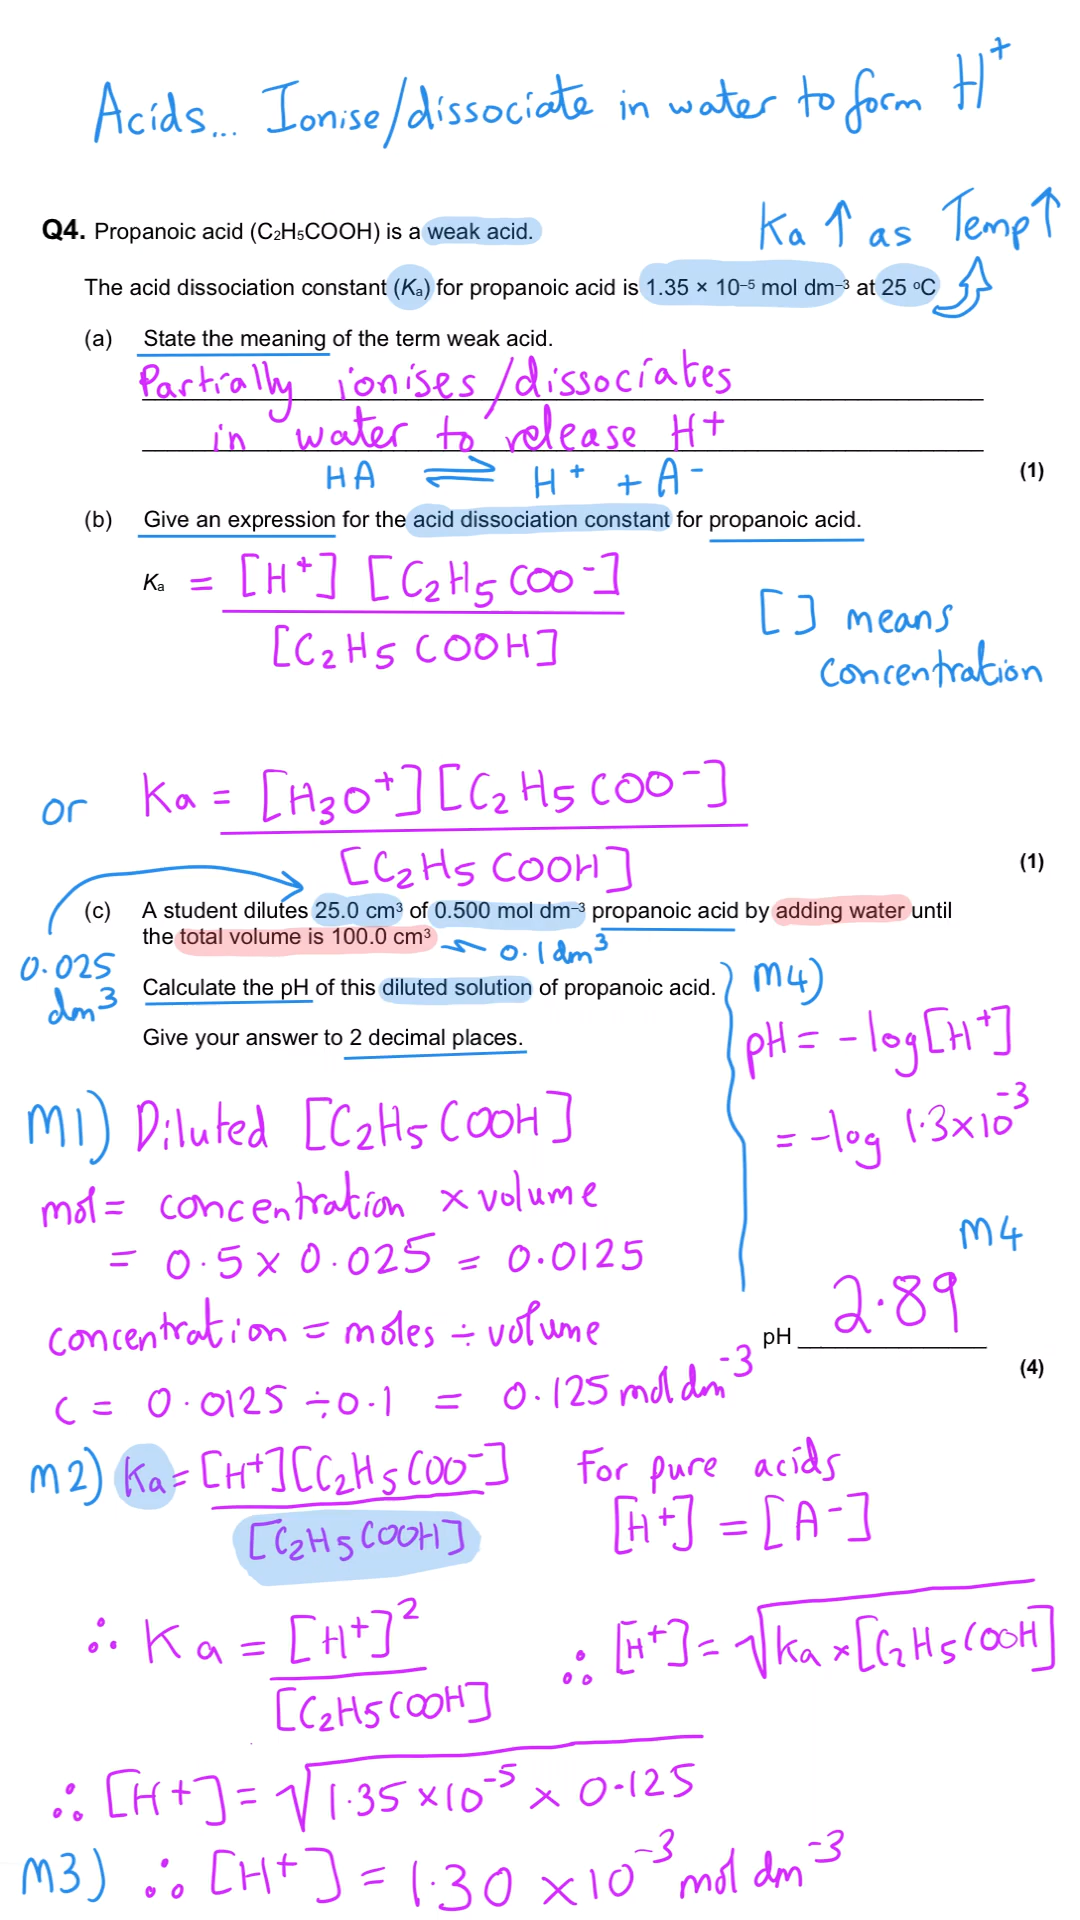 Acids... Ionise/dissociate in water to form H⁺
Ka ↑ as Temp ↑
Q4. Propanoic acid (C₂H₅COOH) is a weak acid.
The acid dissociation constant (Kₐ) for propanoic acid is 1.35 × 10⁻⁵ mol dm⁻³ at 25 °C
(a) State the meaning of the term weak acid.
Partially ionises/dissociates
in water to release H+
HA ⇌ H⁺ + A⁻
(1)
(b) Give an expression for the acid dissociation constant for propanoic acid.
Kₐ = [H⁺] [C₂H₅COO⁻]
[C₂H₅COOH]
[ ] means
concentration
or Ka = [H₃O⁺][C₂H₅COO⁻]
[C₂H₅COOH]
(1)
(c) A student dilutes 25.0 cm³ of 0.500 mol dm⁻³ propanoic acid by adding water until
the total volume is 100.0 cm³
0.1dm³
0.025
dm³
Calculate the pH of this diluted solution of propanoic acid.
Give your answer to 2 decimal places.
M1) Diluted [C₂H₅COOH]
mol = concentration x volume
= 0.5 x 0.025 = 0.0125
concentration = moles ÷ volume
c = 0.0125 ÷ 0.1 = 0.125 mol dm⁻³
M4)
pH = -log[H⁺]
= -log 1.3x10⁻³
M4
pH 2.89
(4)
M2) Ka = [H⁺][C₂H₅COO⁻]
[C₂H₅COOH]
For pure acids
[H⁺] = [A⁻]
∴ Ka = [H⁺]²
[C₂H₅COOH]
∴ [H⁺] = √Ka x [C₂H₅COOH]
∴ [H+] = √1.35 x10⁻⁵ x 0.125
M3) ∴ [H+] = 1.30 x10⁻³ mol dm⁻³